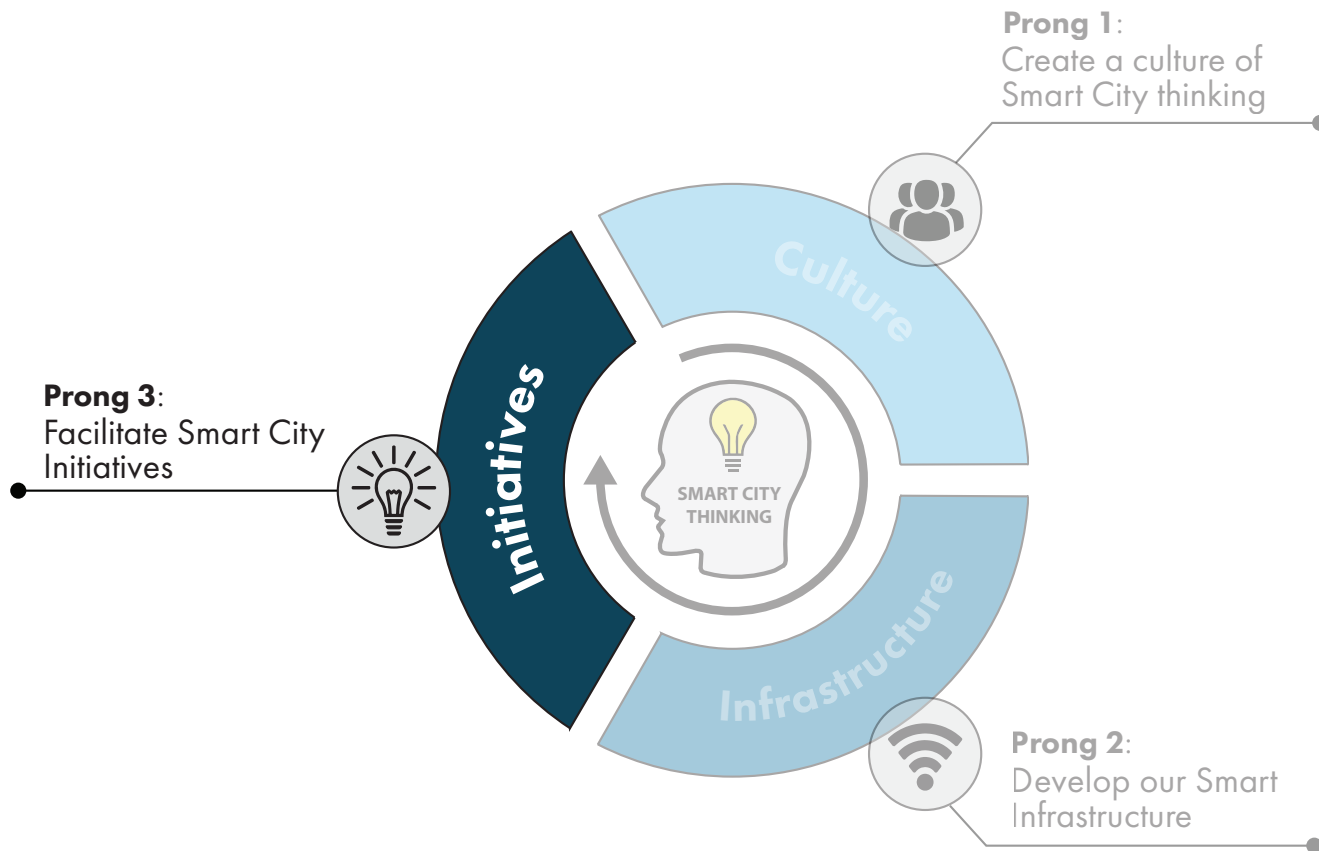 Prong 1:
Create a culture of
Smart City thinking
Culture
Prong 3:
Facilitate Smart City
Initiatives
Initiatives
SMART CITY
THINKING
Infrastructure
Prong 2:
Develop our Smart
Infrastructure